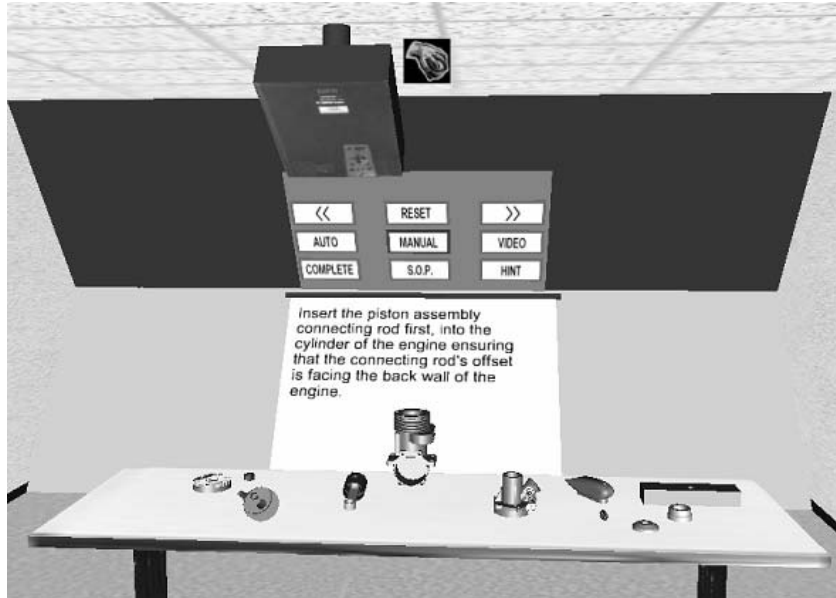 <<
RESET
>>
AUTO
MANUAL
VIDEO
COMPLETE
S.O.P.
HINT
Insert the piston assembly
connecting rod first, into the
cylinder of the engine ensuring
that the connecting rod's offset
is facing the back wall of the
engine.